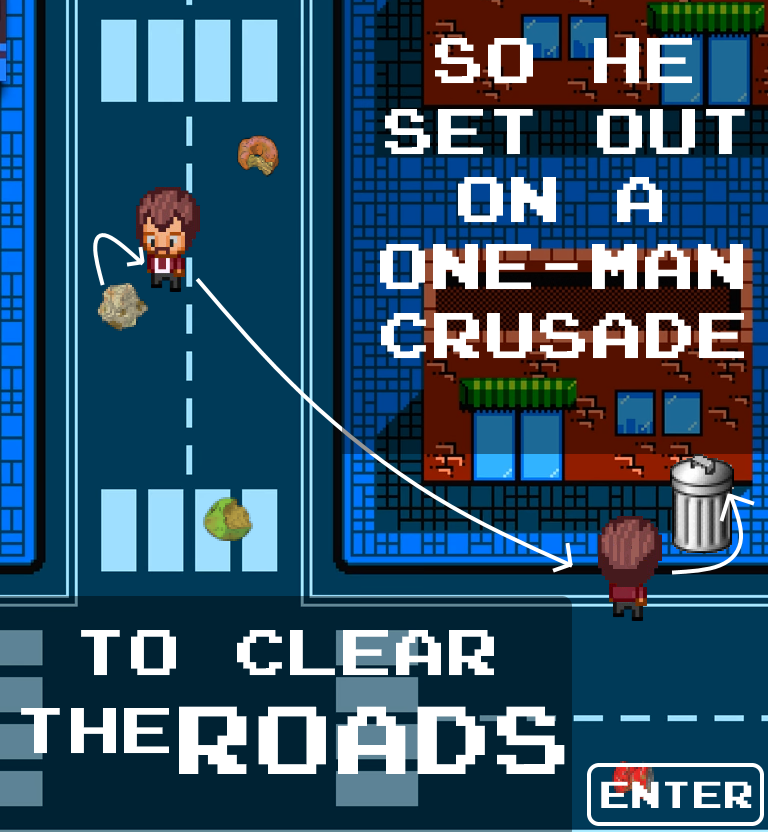 SO HE
SET OUT
ON A
ONE-MAN
CRUSADE
TO CLEAR
THE ROADS
ENTER